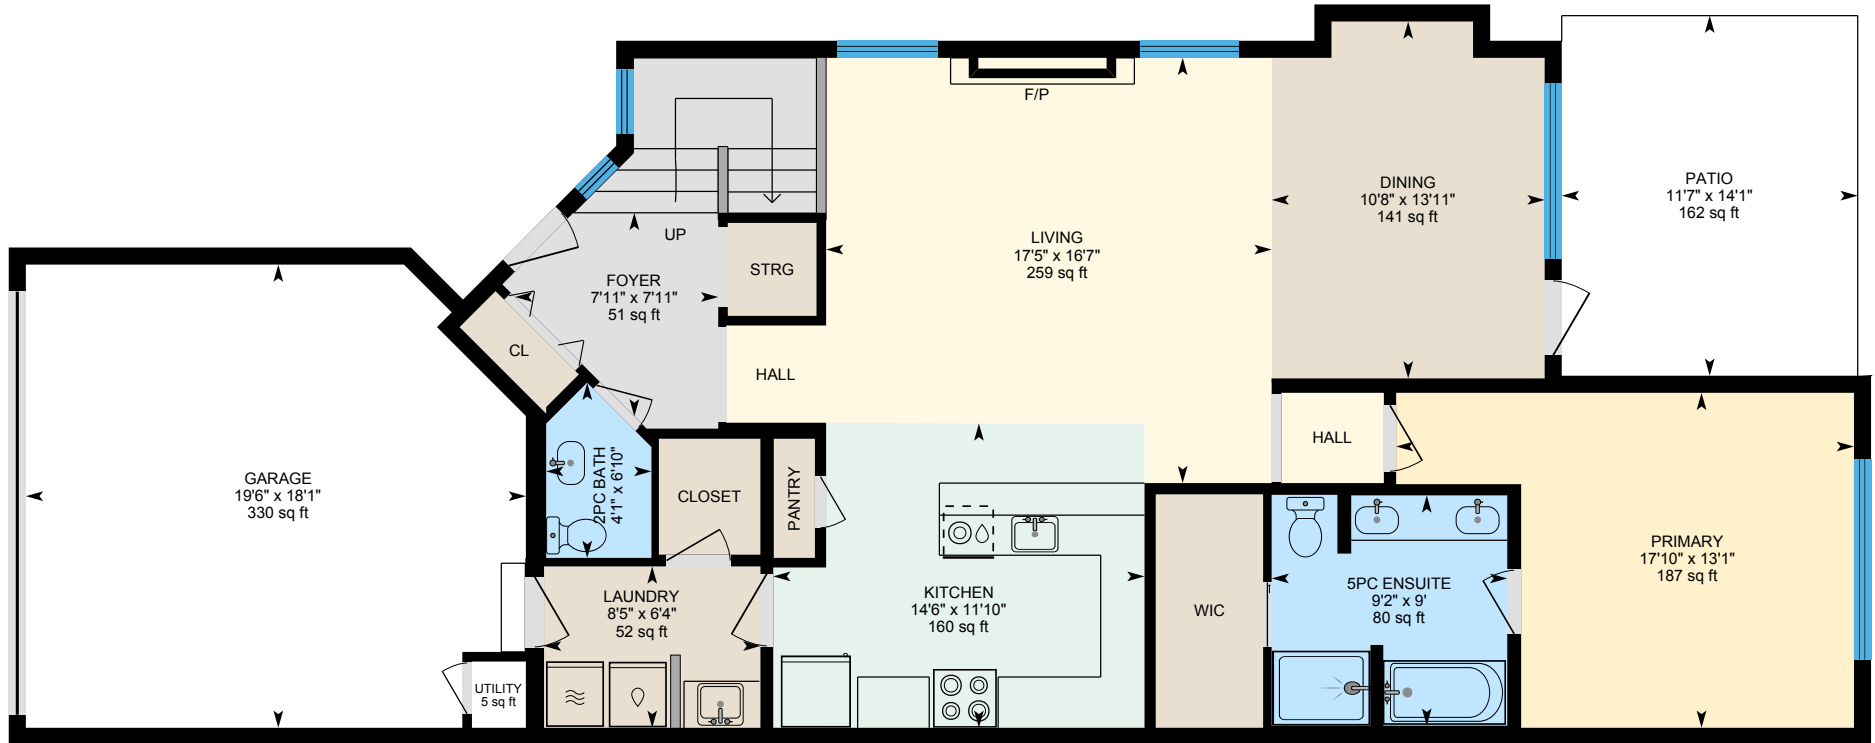 F/P
DINING
10'8" x 13'11"
141 sq ft
PATIO
11'7" x 14'1"
162 sq ft
UP
LIVING
17'5" x 16'7"
259 sq ft
STRG
FOYER
7'11" x 7'11"
51 sq ft
CL
HALL
HALL
GARAGE
19'6" x 18'1"
330 sq ft
2PC BATH
4'1" x 6'10"
CLOSET
PANTRY
PRIMARY
17'10" x 13'1"
187 sq ft
LAUNDRY
8'5" x 6'4"
52 sq ft
KITCHEN
14'6" x 11'10"
160 sq ft
WIC
5PC ENSUITE
9'2" x 9'
80 sq ft
UTILITY
5 sq ft